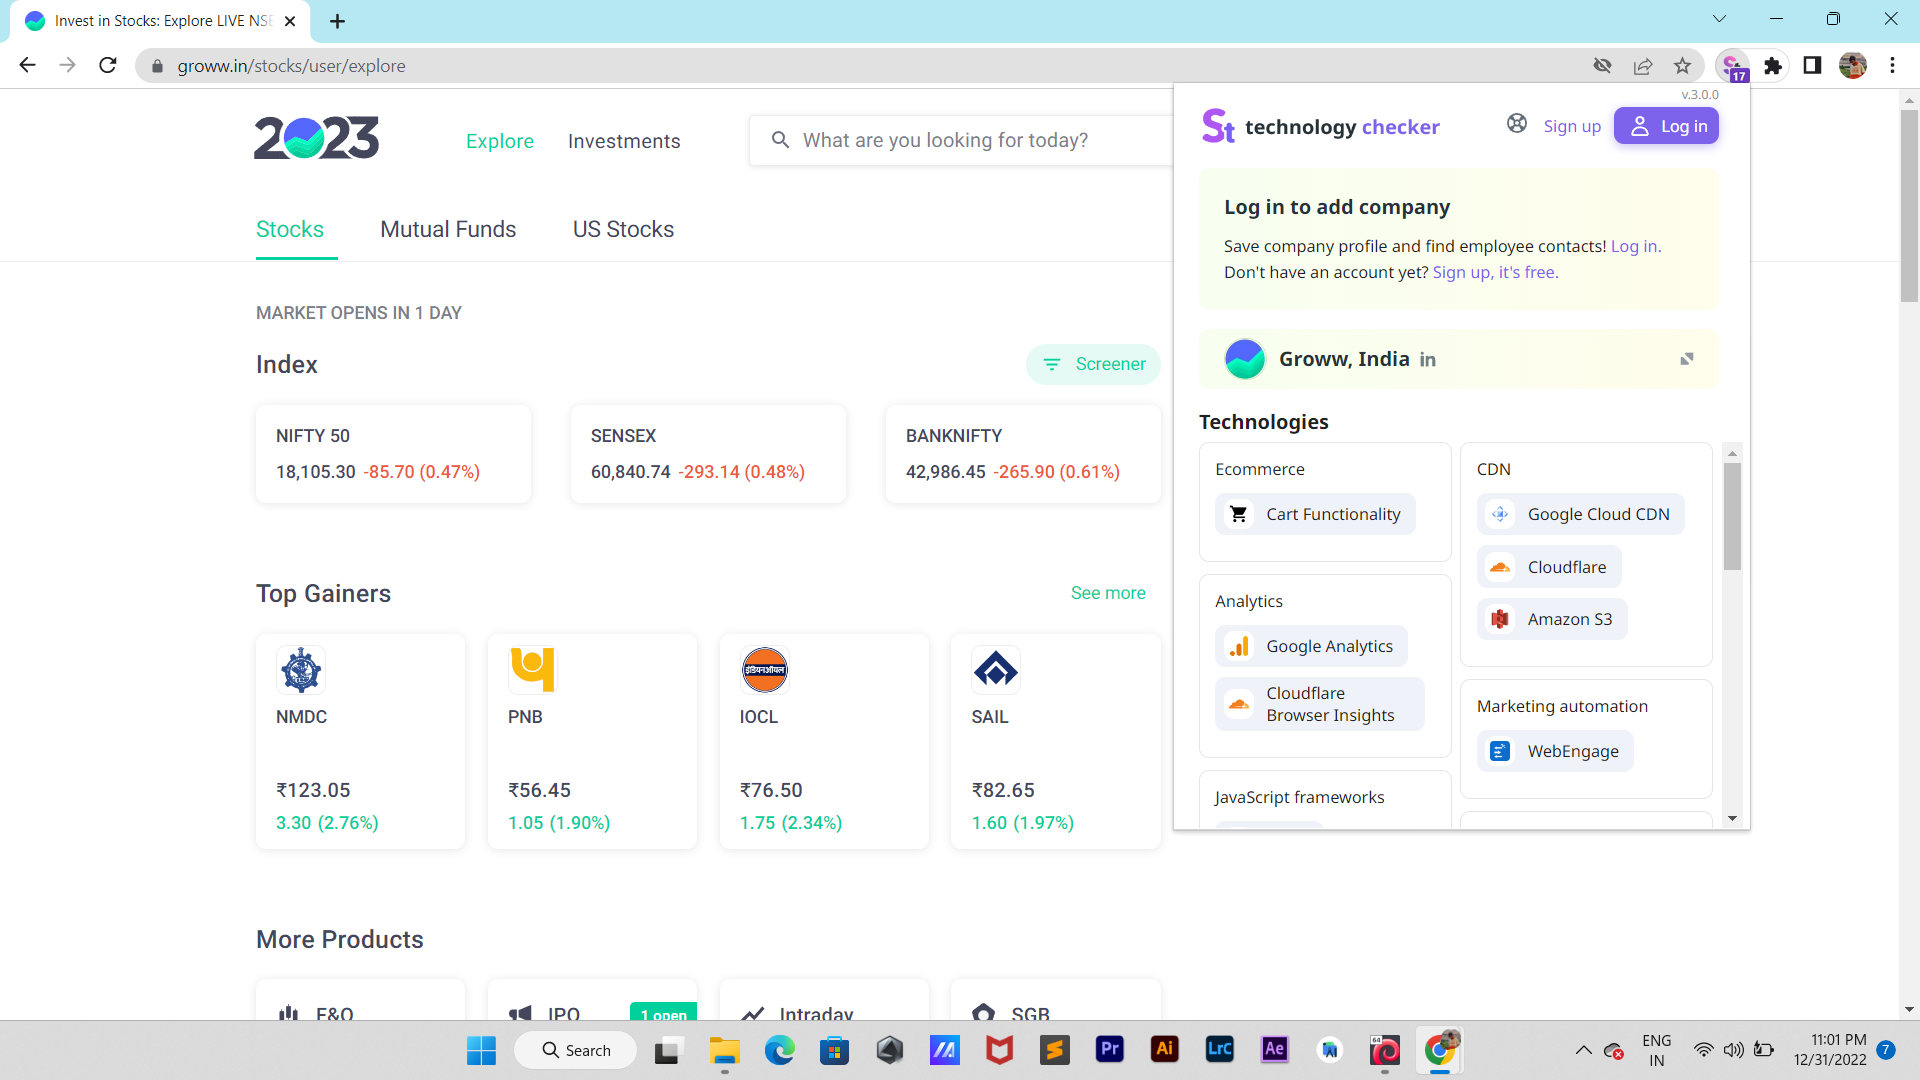 Invest in Stocks: Explore LIVE NSE
groww.in/stocks/user/explore
17
2023
Explore
Investments
What are you looking for today?
Stocks
Mutual Funds
US Stocks
MARKET OPENS IN 1 DAY
Index
Screener
NIFTY 50
18,105.30 -85.70 (0.47%)
SENSEX
60,840.74 -293.14 (0.48%)
BANKNIFTY
42,986.45 -265.90 (0.61%)
Top Gainers
See more
NMDC
₹123.05
3.30 (2.76%)
PNB
₹56.45
1.05 (1.90%)
इंडियनऑयल
IOCL
₹76.50
1.75 (2.34%)
SAIL
₹82.65
1.60 (1.97%)
More Products
F&O
IPO
1 open
Intraday
SGB
v.3.0.0
St technology checker
Sign up
Log in
Log in to add company
Save company profile and find employee contacts! Log in.
Don't have an account yet? Sign up, it's free.
Groww, India in
Technologies
Ecommerce
Cart Functionality
Analytics
Google Analytics
Cloudflare
Browser Insights
JavaScript frameworks
CDN
Google Cloud CDN
Cloudflare
Amazon S3
Marketing automation
WebEngage
Search
Pr
Ai
LrC
Ae
64
ENG
IN
11:01 PM
12/31/2022
7